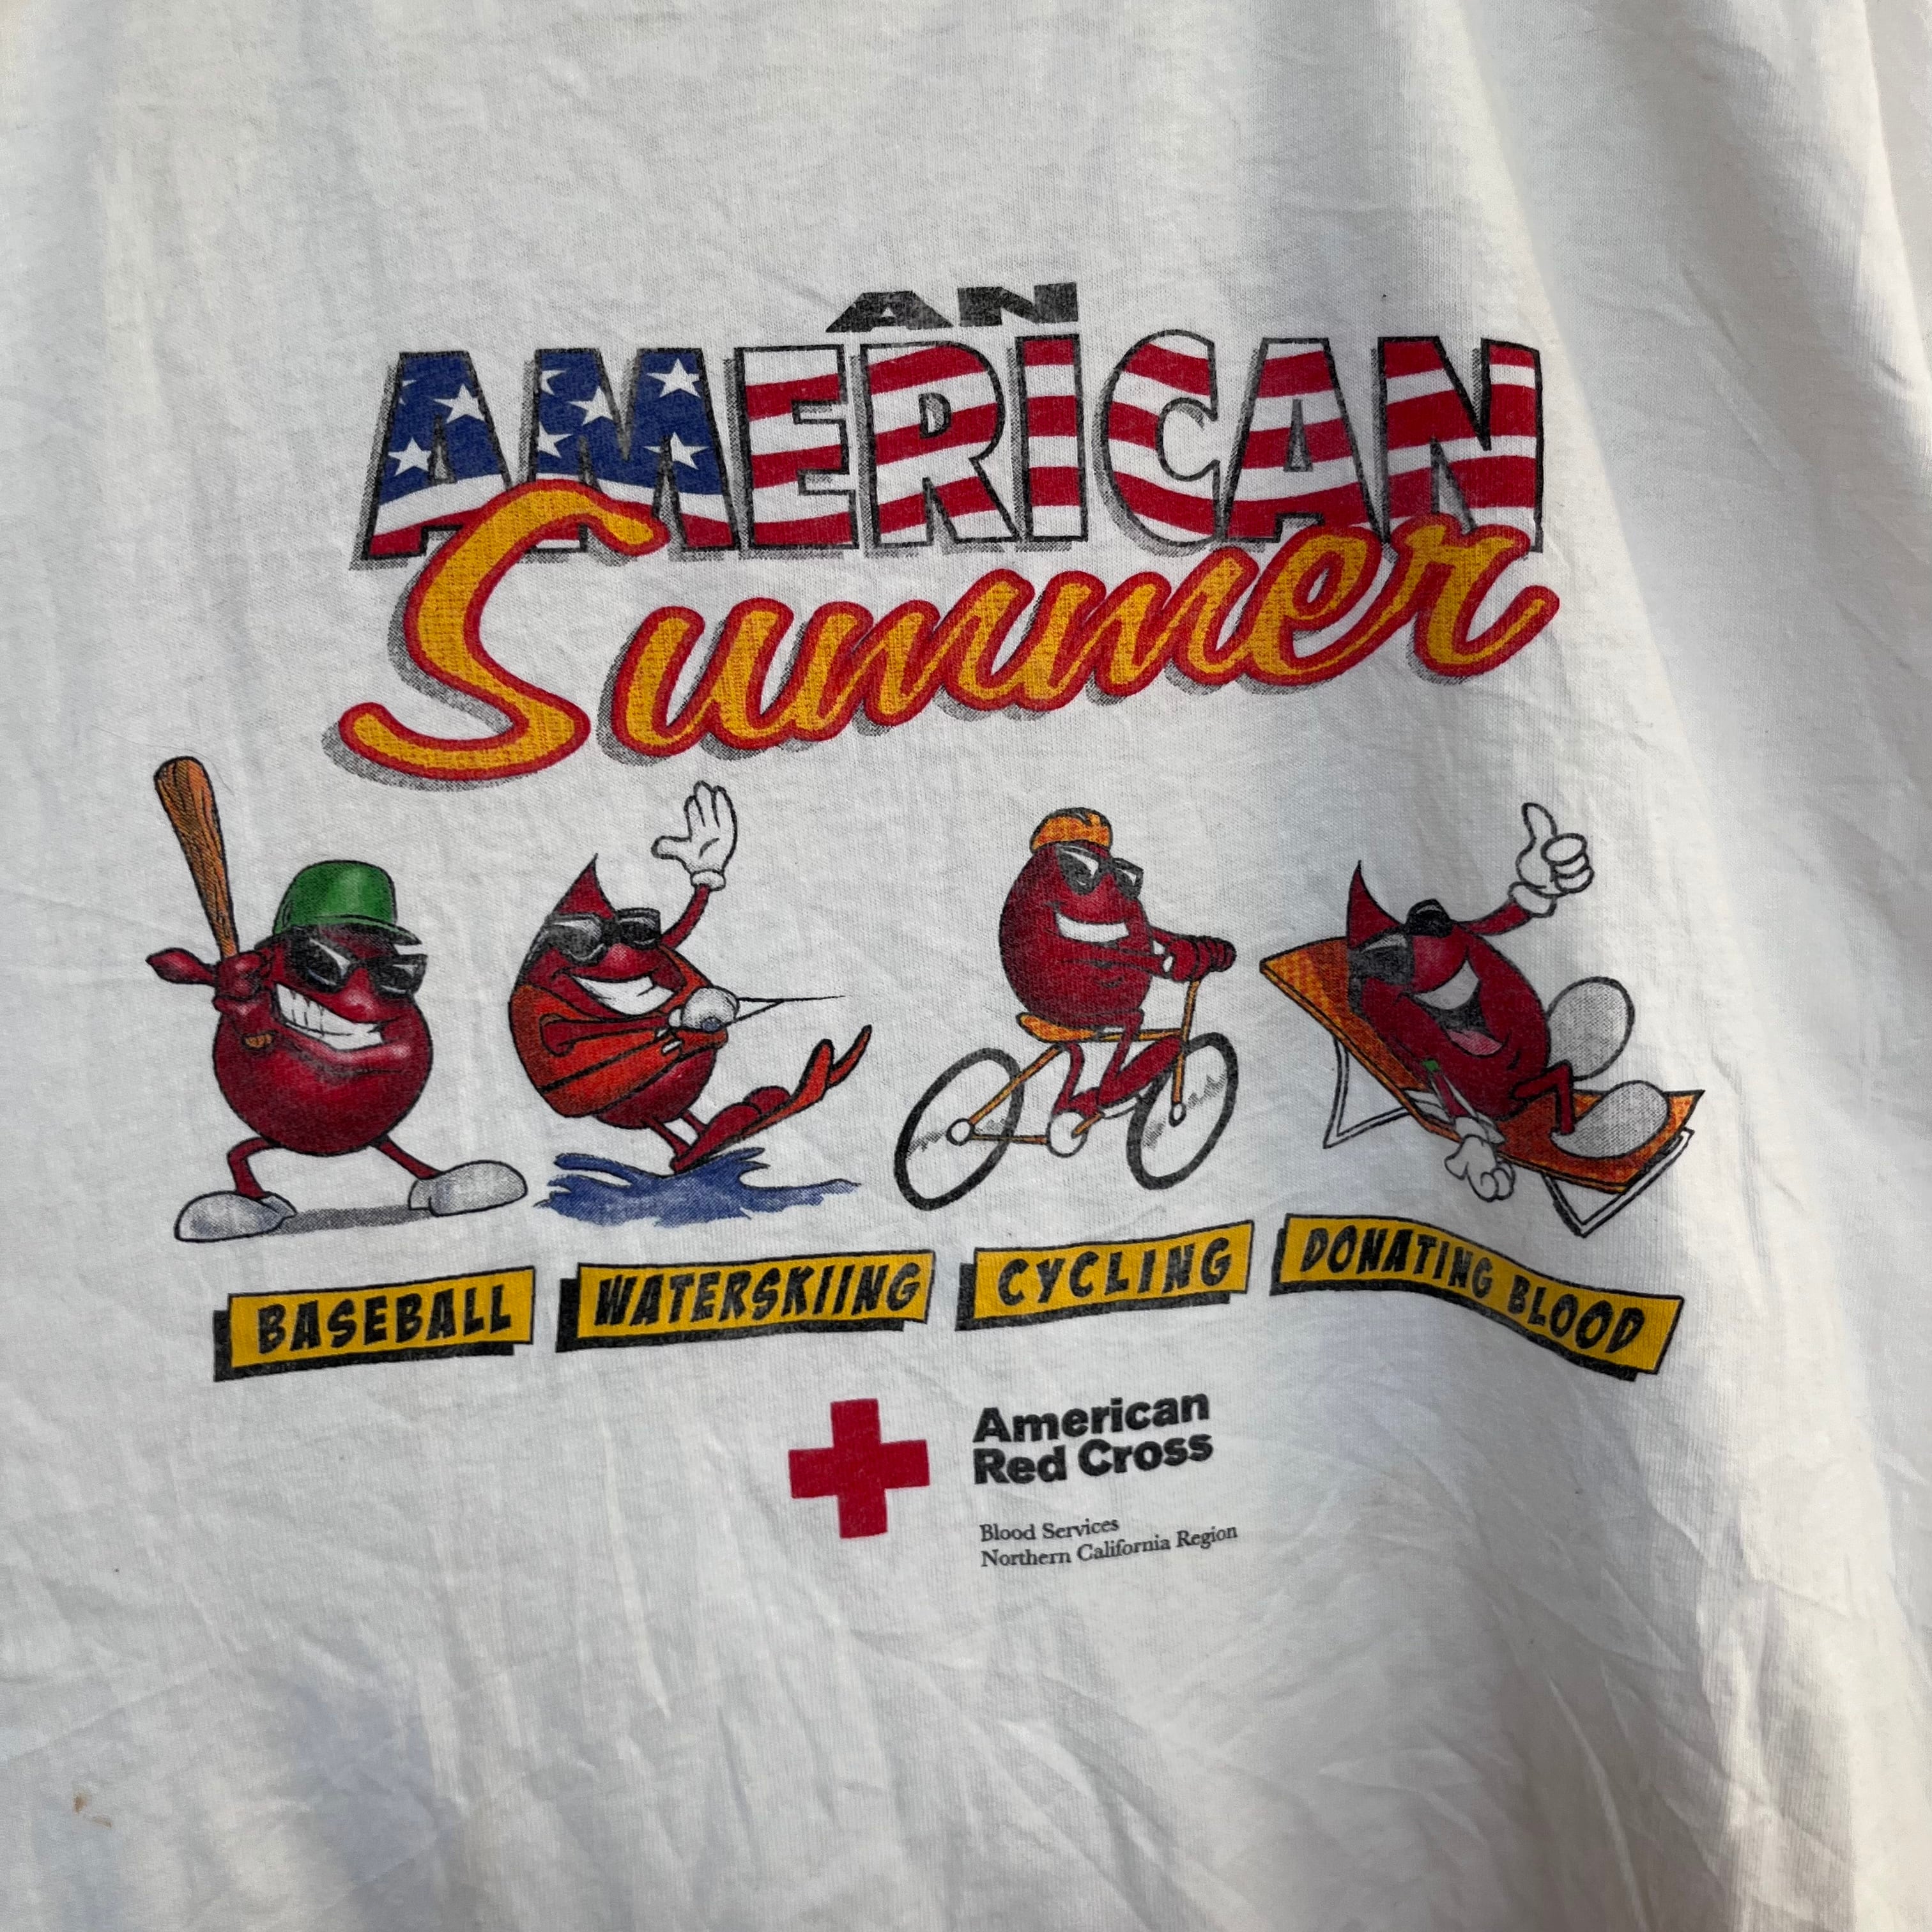 AN
AMERICAN
Summer
BASEBALL
WATERSKIING
CYCLING
DONATING BLOOD
American
Red Cross
Blood Services
Northern California Region